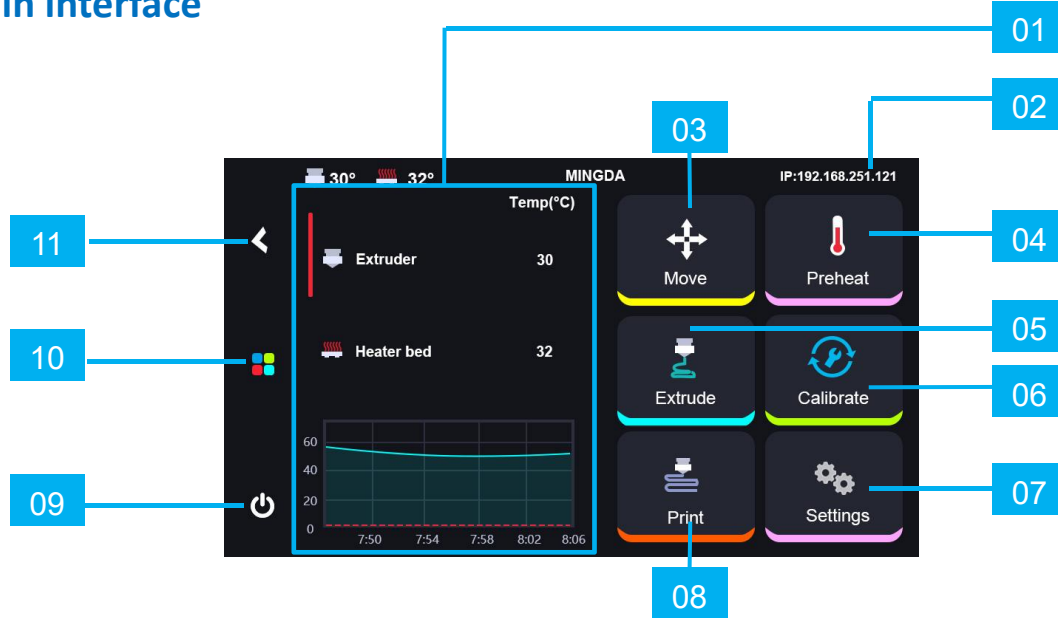 in interface
01
02
03
30° 32° MINGDA IP:192.168.251.121
Temp(°C)
11
Extruder 30
Move
Preheat
04
10
Heater bed 32
Extrude
Calibrate
05
06
60
40
20
0
7:50 7:54 7:58 8:02 8:06
09
Print
Settings
07
08